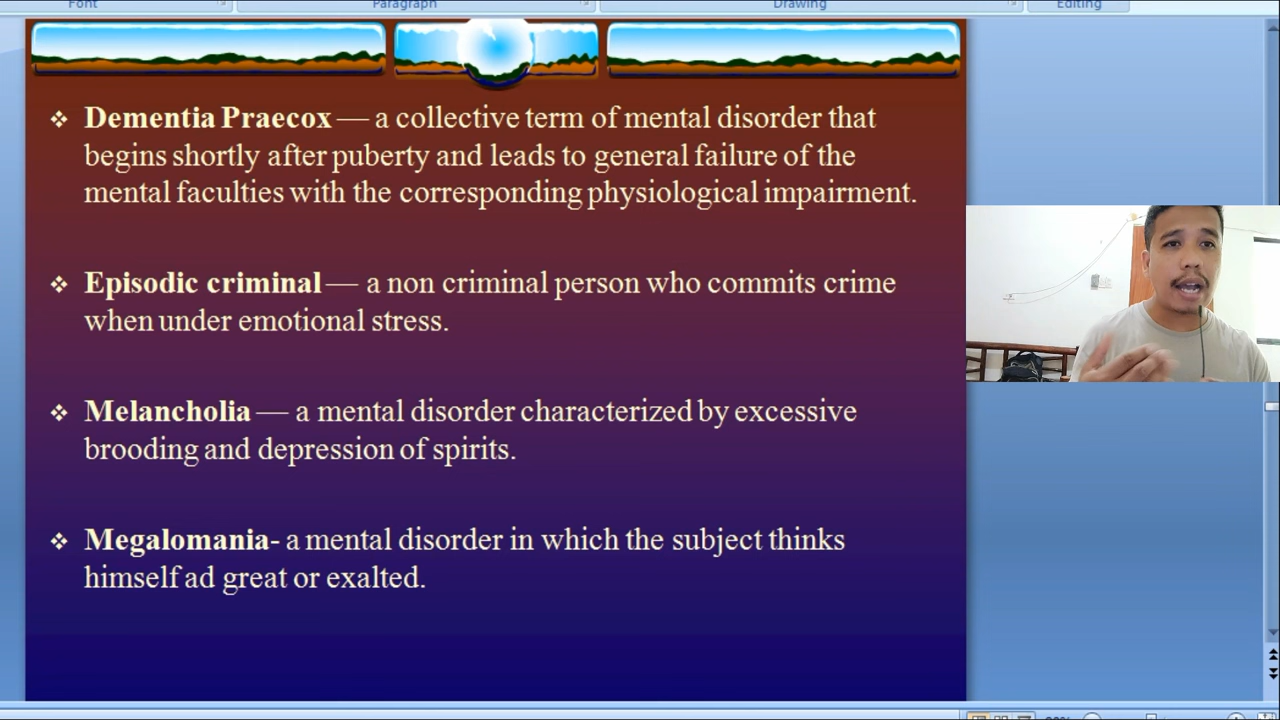 Font Paragraph Drawing Editing
❖ Dementia Praecox — a collective term of mental disorder that
begins shortly after puberty and leads to general failure of the
mental faculties with the corresponding physiological impairment.
❖ Episodic criminal — a non criminal person who commits crime
when under emotional stress.
❖ Melancholia — a mental disorder characterized by excessive
brooding and depression of spirits.
❖ Megalomania- a mental disorder in which the subject thinks
himself ad great or exalted.